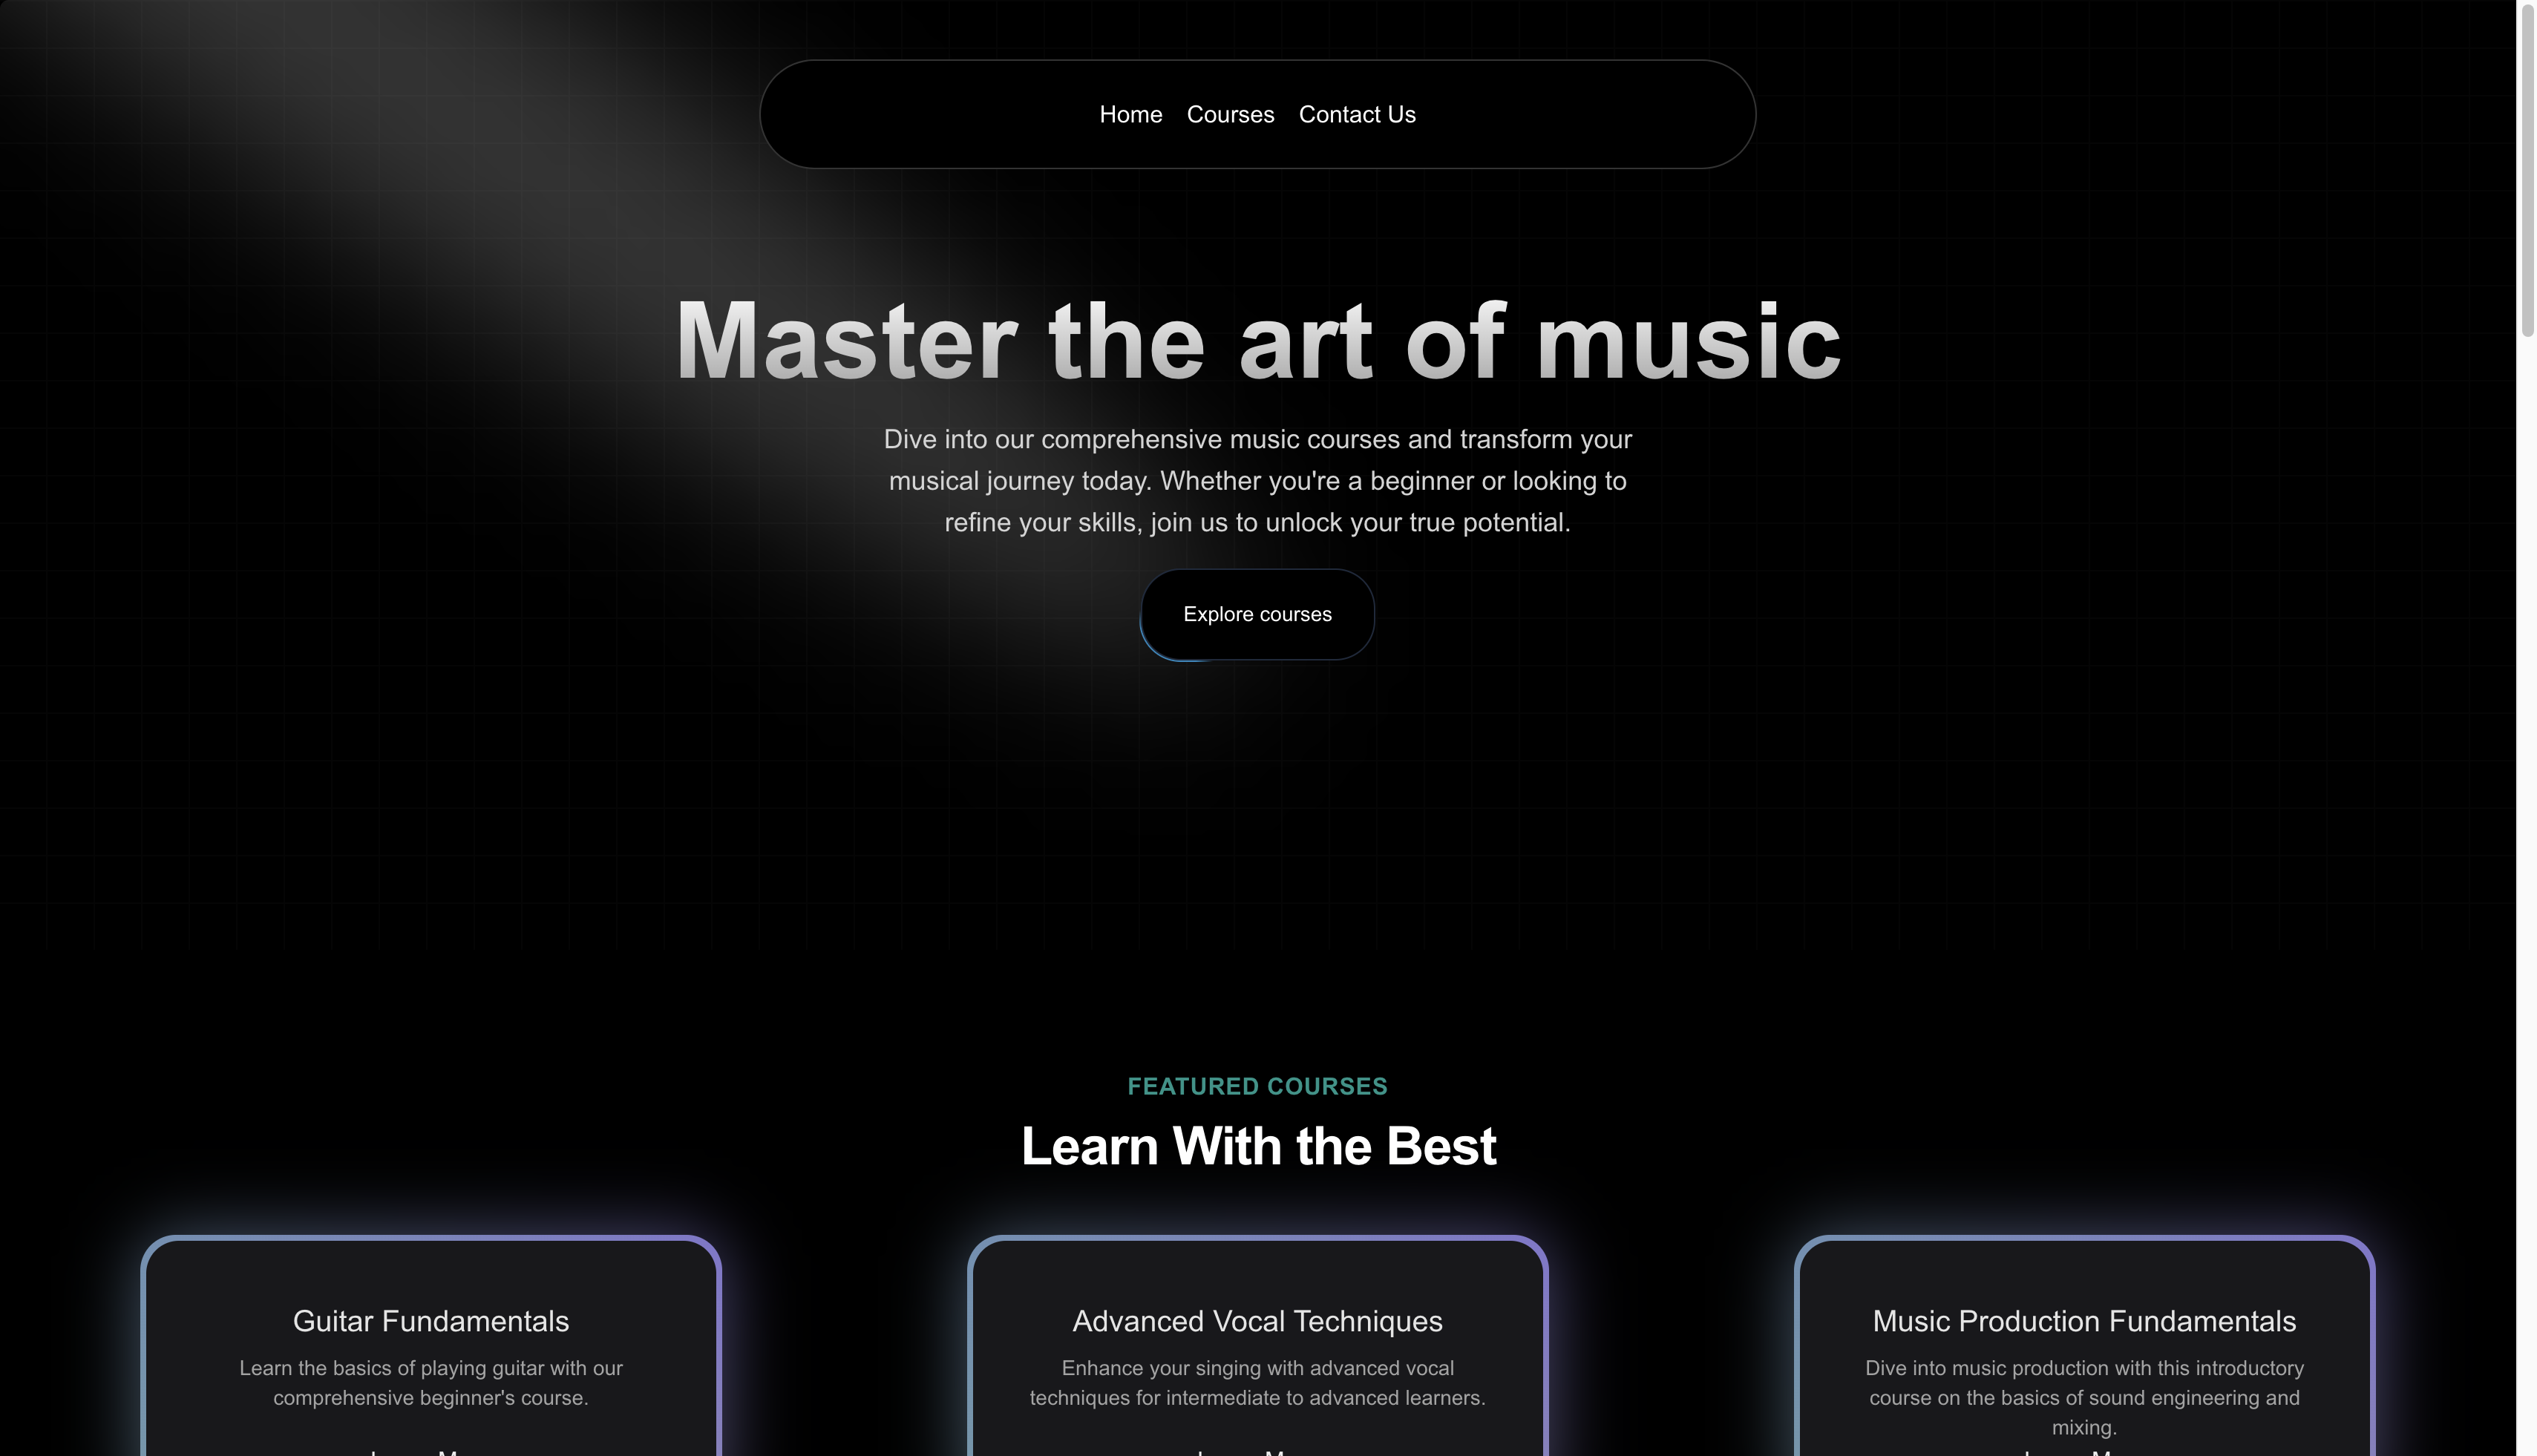 Home Courses Contact Us
Master the art of music
Dive into our comprehensive music courses and transform your
musical journey today. Whether you're a beginner or looking to
refine your skills, join us to unlock your true potential.
Explore courses
FEATURED COURSES
Learn With the Best
Guitar Fundamentals
Learn the basics of playing guitar with our
comprehensive beginner's course.
Advanced Vocal Techniques
Enhance your singing with advanced vocal
techniques for intermediate to advanced learners.
Music Production Fundamentals
Dive into music production with this introductory
course on the basics of sound engineering and
mixing.